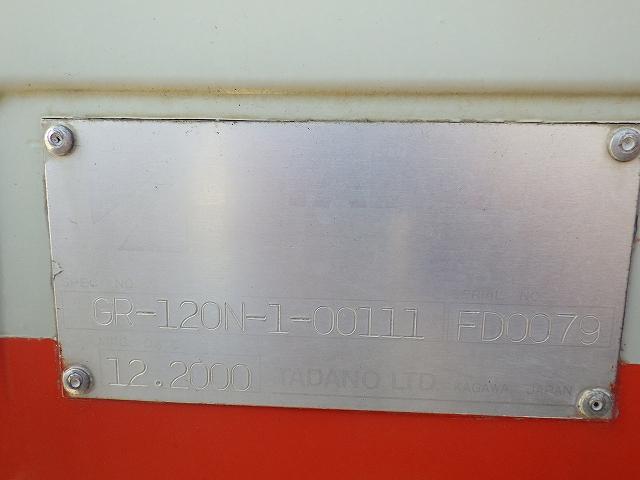 SPEC. NO. SERIAL NO.
GR-120N-1-00111 FD0079
12.2000 TADANO LTD. KAGAWA, JAPAN